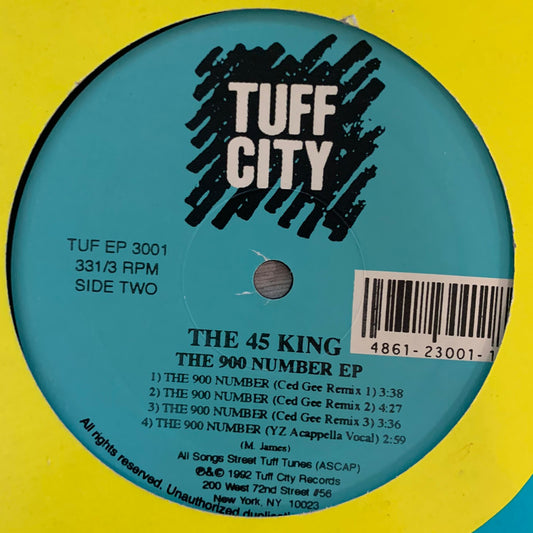 TUFF
CITY
TUF EP 3001
331/3 RPM
SIDE TWO
4861-23001-1
THE 45 KING
THE 900 NUMBER EP
1) THE 900 NUMBER (Ced Gee Remix 1) 3:38
2) THE 900 NUMBER (Ced Gee Remix 2) 4:27
3) THE 900 NUMBER (Ced Gee Remix 3) 3:36
4) THE 900 NUMBER (YZ Acappella Vocal) 2:59
(M. James)
All Songs Street Tuff Tunes (ASCAP)
℗&© 1992 Tuff City Records
200 West 72nd Street #56
New York, NY 10023
All rights reserved. Unauthorized